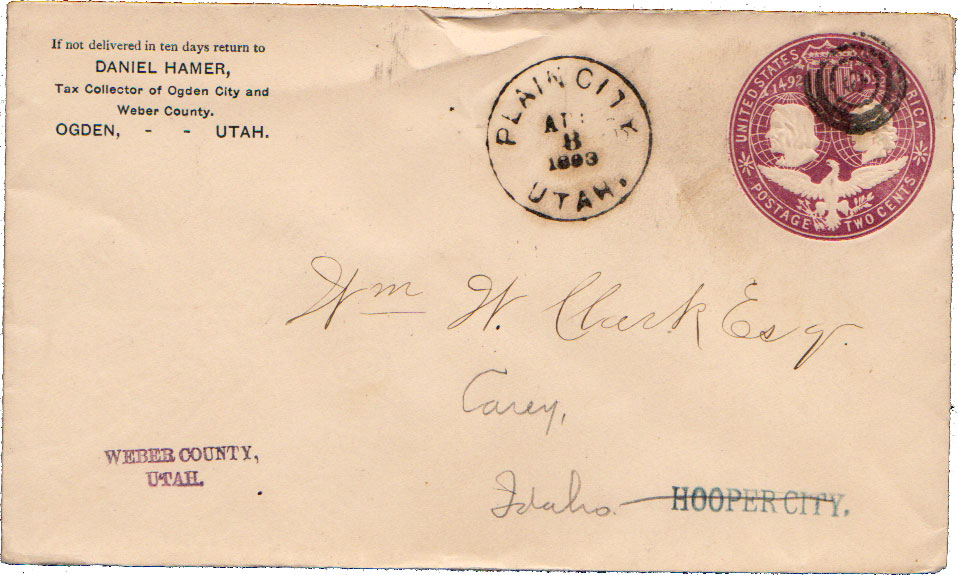 If not delivered in ten days return to
DANIEL HAMER,
Tax Collector of Ogden City and
Weber County.
OGDEN, - - UTAH.
PLAIN CITY
8
1893
UTAH.
UNITED STATES
1492
POSTAGE TWO CENTS
Wm W. Clark Esqr.
Carey,
Idaho.
HOOPER CITY.
WEBER COUNTY,
UTAH.